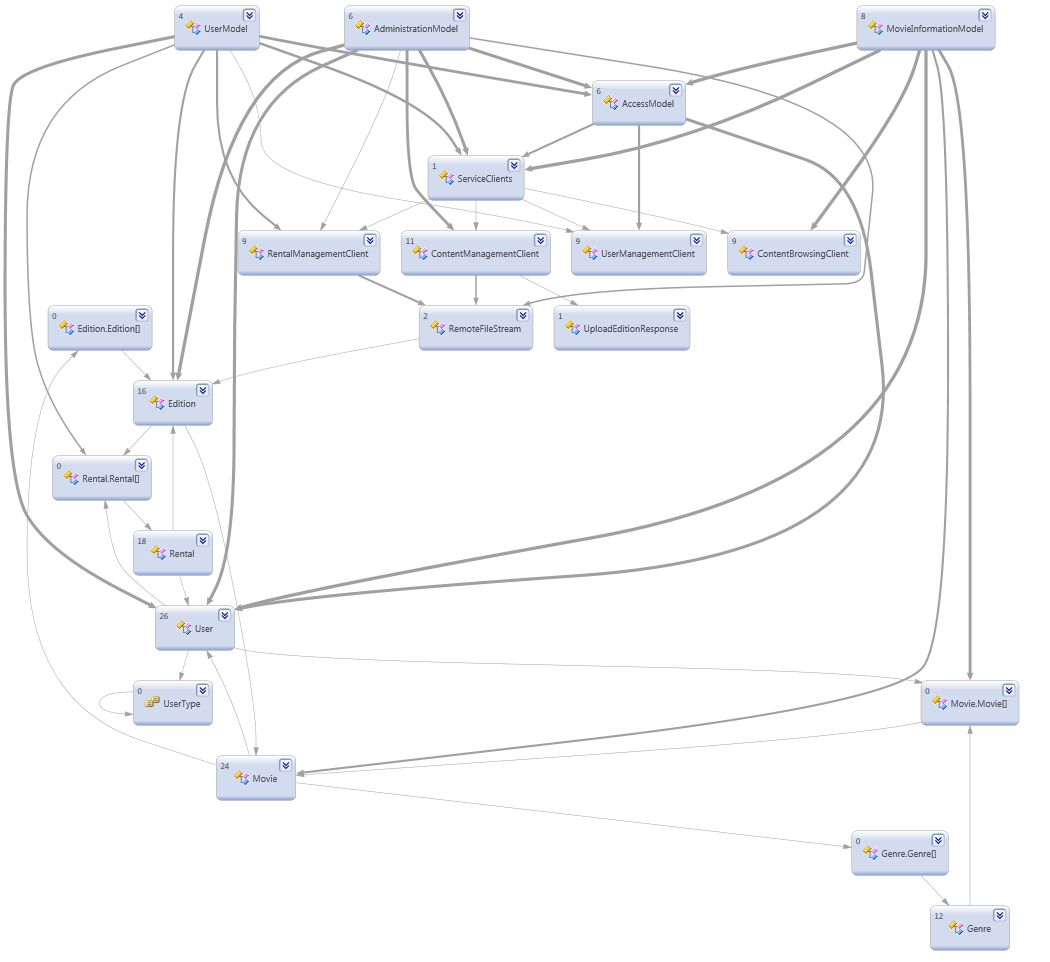 4
UserModel
6
AdministrationModel
8
MovieInformationModel
6
AccessModel
1
ServiceClients
9
RentalManagementClient
11
ContentManagementClient
9
UserManagementClient
9
ContentBrowsingClient
0
Edition.Edition[]
2
RemoteFileStream
1
UploadEditionResponse
16
Edition
0
Rental.Rental[]
18
Rental
26
User
0
UserType
0
Movie.Movie[]
24
Movie
0
Genre.Genre[]
12
Genre